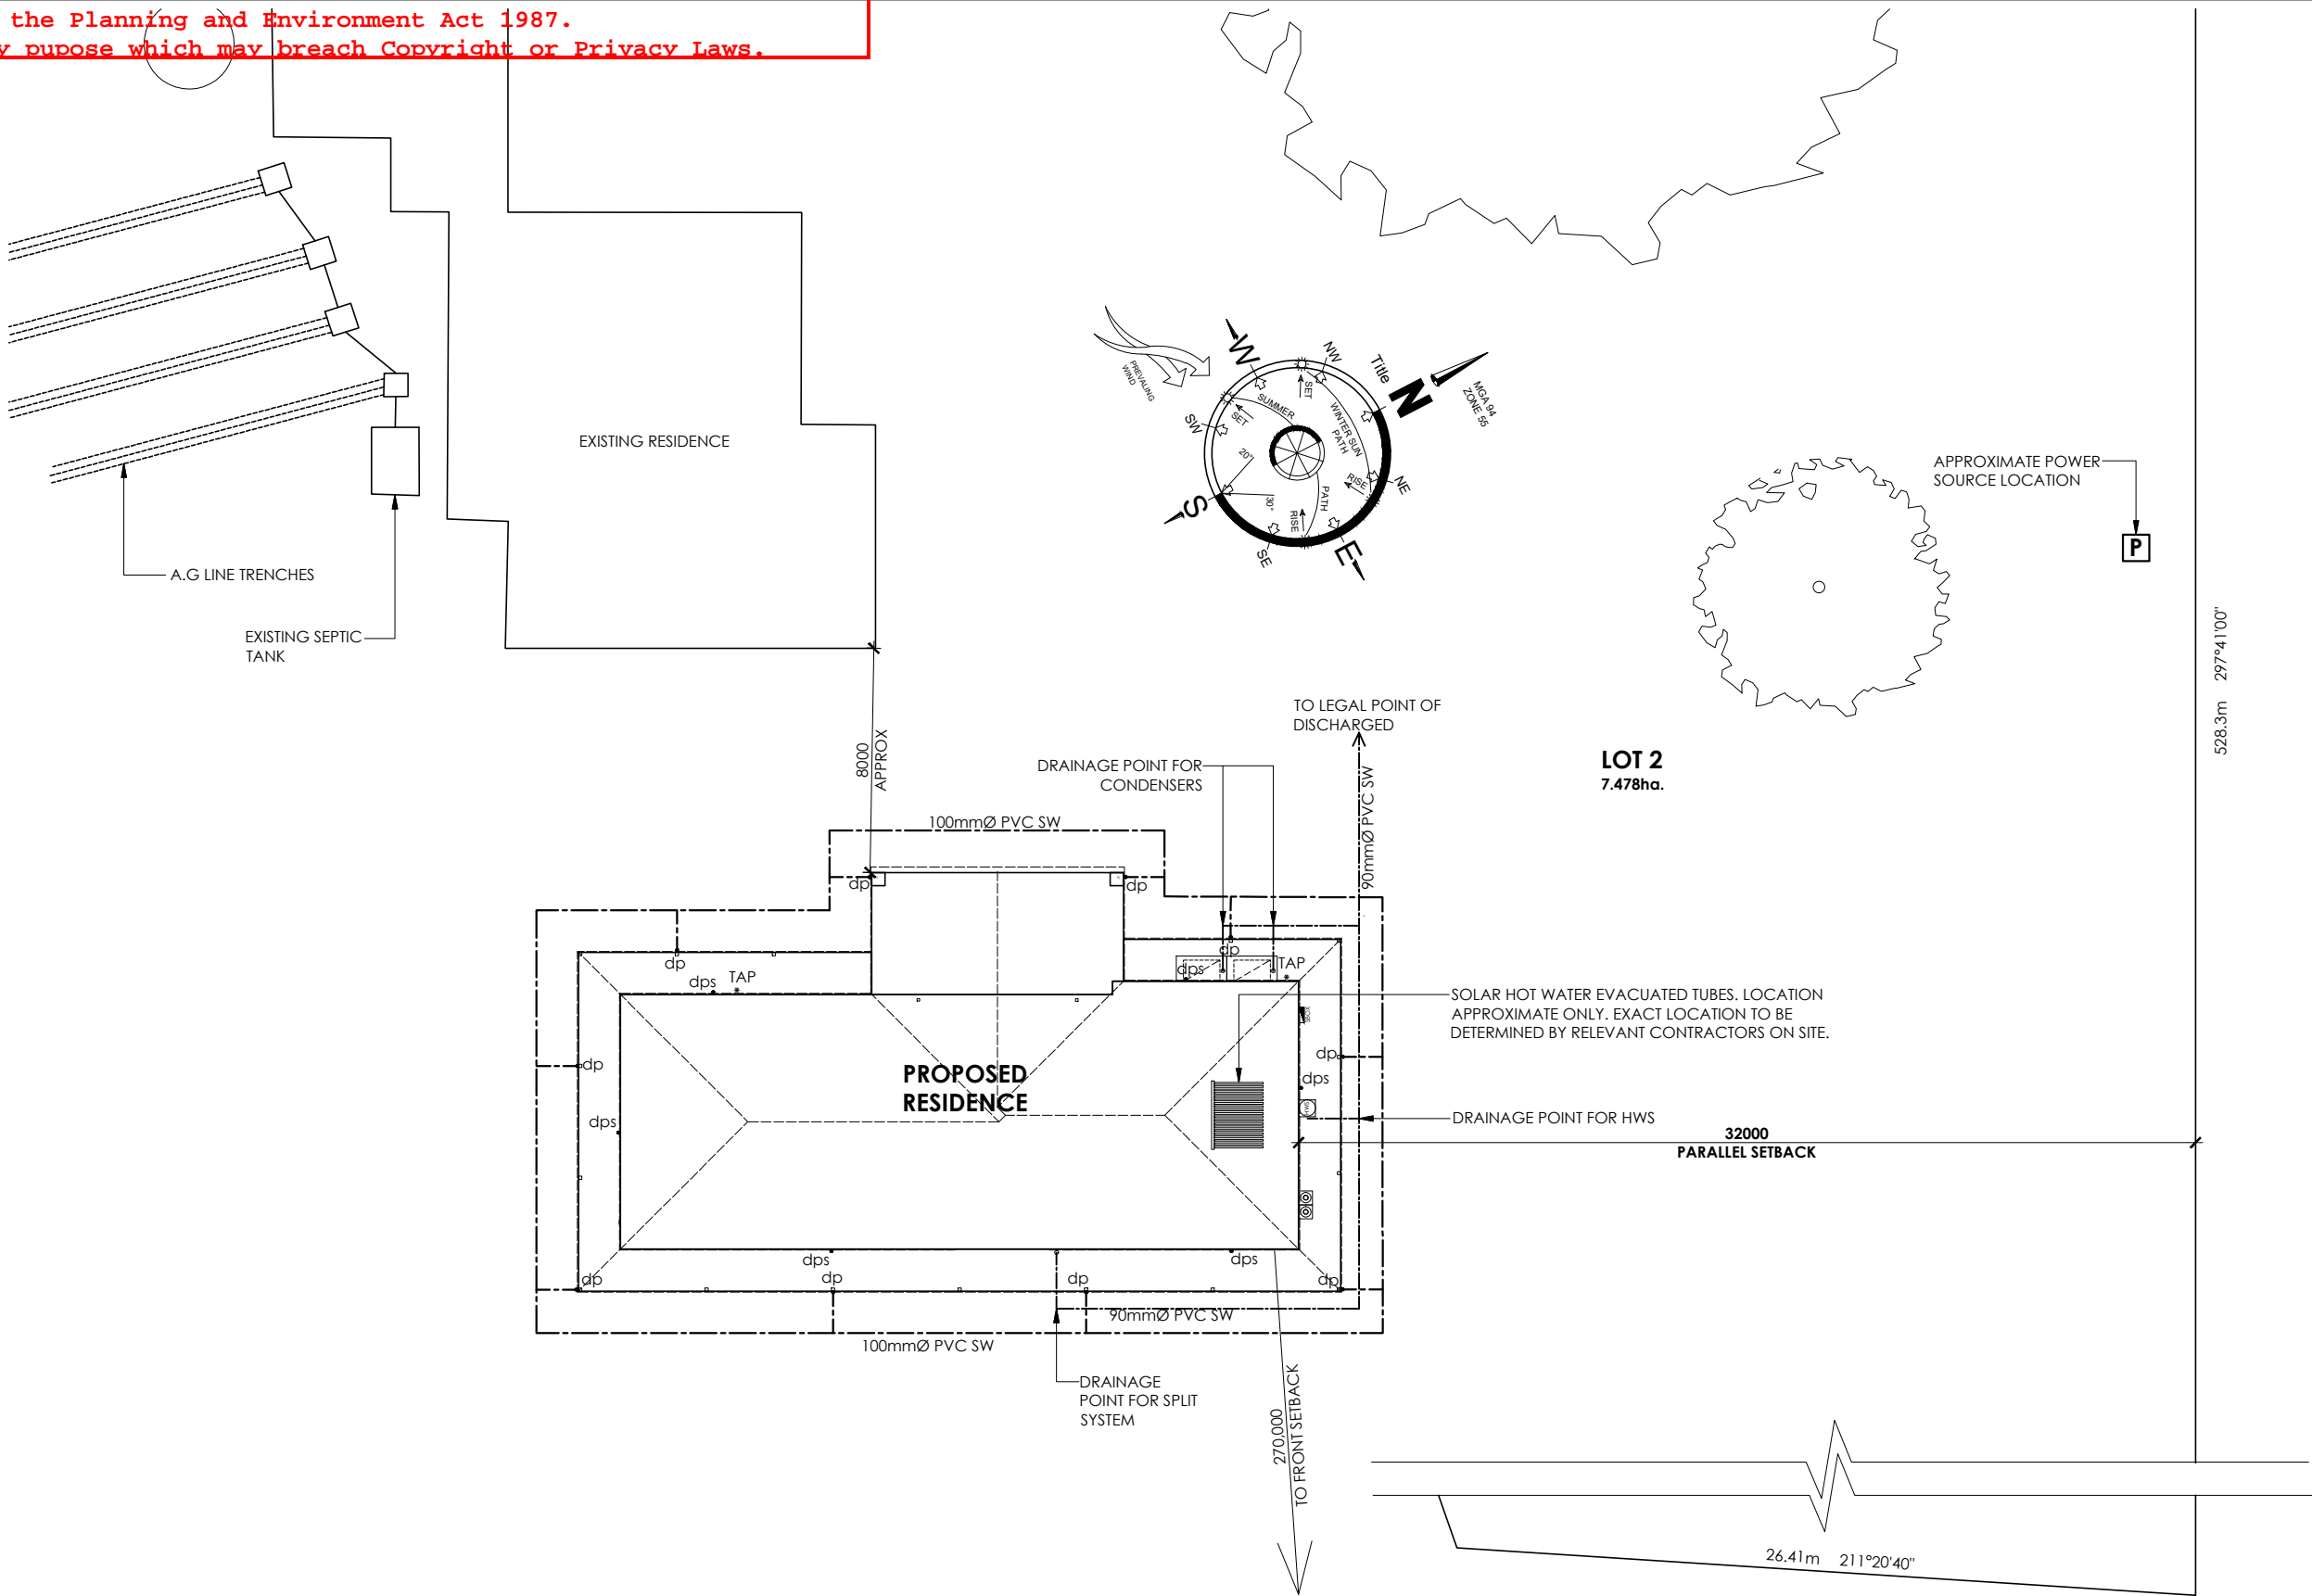 the Planning and Environment Act 1987.
y pupose which may breach Copyright or Privacy Laws.
EXISTING RESIDENCE
A.G LINE TRENCHES
EXISTING SEPTIC
TANK
PREVAILING
WIND
W
NW
Title
N
MGA 94
ZONE 55
SET
SUMMER
SET
WINTER SUN
PATH
SW
20°
RISE
NE
S
30°
RISE
PATH
SE
E
APPROXIMATE POWER
SOURCE LOCATION
P
528.3m 297°41'00"
LOT 2
7.478ha.
TO LEGAL POINT OF
DISCHARGED
8000
APPROX
DRAINAGE POINT FOR
CONDENSERS
90mmØ PVC SW
100mmØ PVC SW
dp
dp
dp
dps
TAP
dp
dps
TAP
SOLAR HOT WATER EVACUATED TUBES. LOCATION
APPROXIMATE ONLY. EXACT LOCATION TO BE
DETERMINED BY RELEVANT CONTRACTORS ON SITE.
dp
dp
PROPOSED
RESIDENCE
dps
dps
DRAINAGE POINT FOR HWS
32000
PARALLEL SETBACK
dps
dps
dp
dp
dp
dp
90mmØ PVC SW
100mmØ PVC SW
DRAINAGE
POINT FOR SPLIT
SYSTEM
270,000
TO FRONT SETBACK
26.41m 211°20'40"